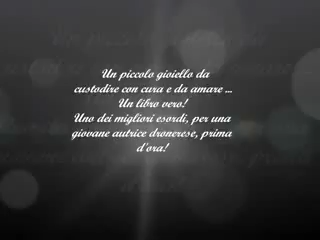 Un piccolo gioiello da
custodire con cura e da amare ...
Un libro vero!
Uno dei migliori esordi, per una
giovane autrice dronerese, prima
d'ora!